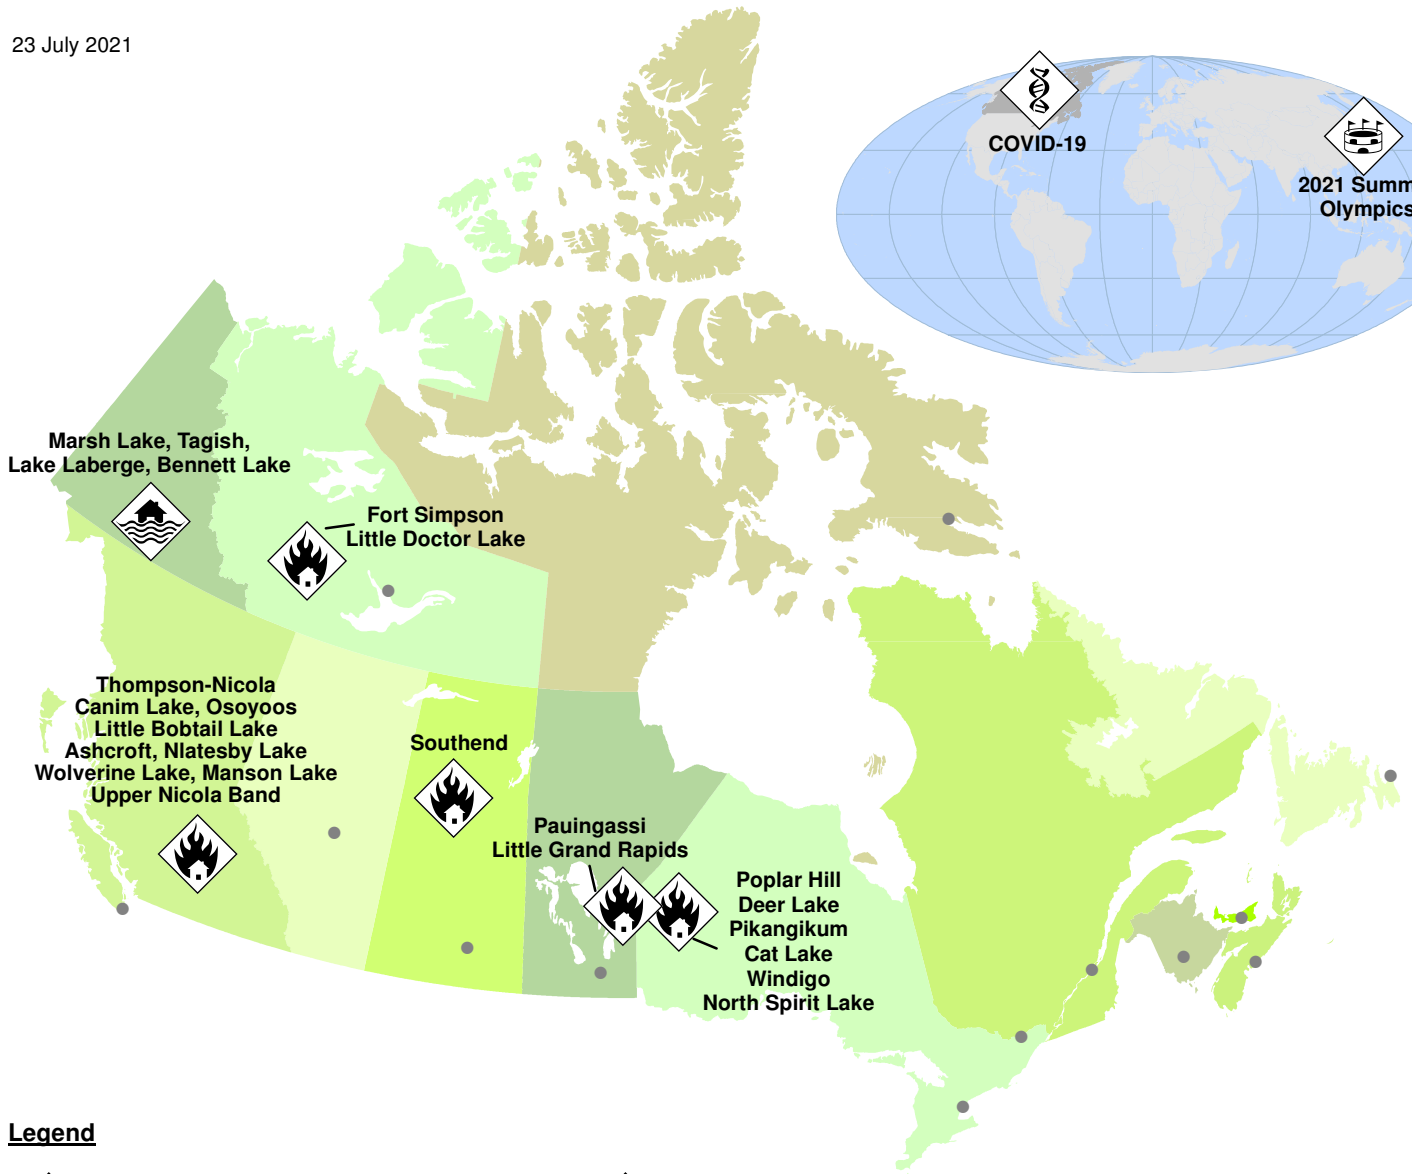 23 July 2021
COVID-19
2021 Summ
Olympics
Marsh Lake, Tagish,
Lake Laberge, Bennett Lake
Fort Simpson
Little Doctor Lake
Thompson-Nicola
Canim Lake, Osoyoos
Little Bobtail Lake
Ashcroft, Nlatesby Lake
Wolverine Lake, Manson Lake
Upper Nicola Band
Southend
Pauingassi
Little Grand Rapids
Poplar Hill
Deer Lake
Pikangikum
Cat Lake
Windigo
North Spirit Lake
Legend